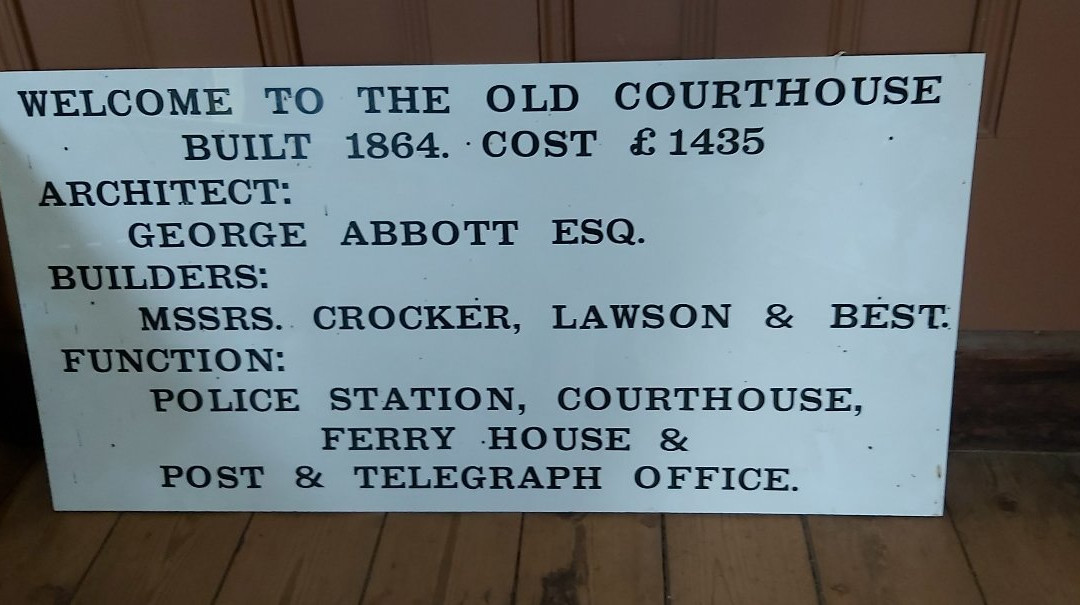 WELCOME TO THE OLD COURTHOUSE
BUILT 1864. COST £1435
ARCHITECT:
GEORGE ABBOTT ESQ.
BUILDERS:
MSSRS. CROCKER, LAWSON & BEST.
FUNCTION:
POLICE STATION, COURTHOUSE,
FERRY HOUSE &
POST & TELEGRAPH OFFICE.